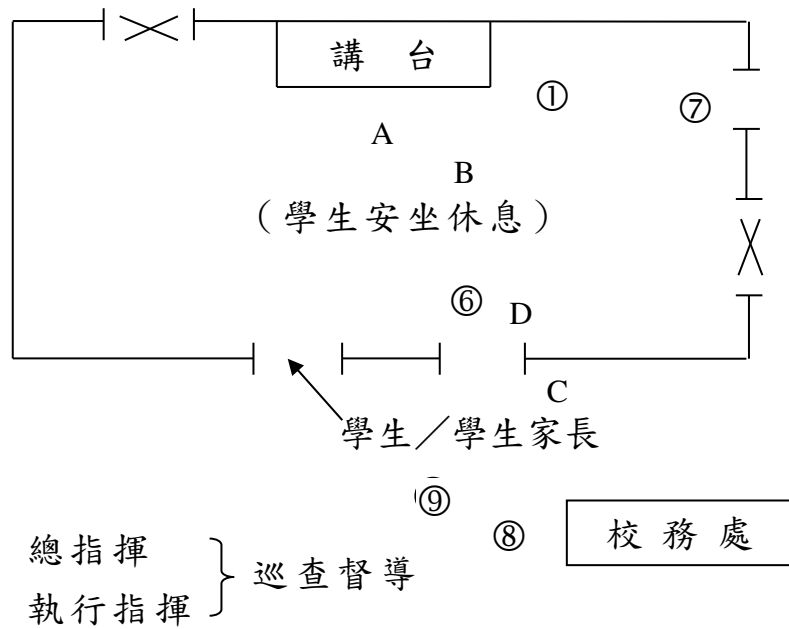 講 台
①
⑦
A
B
（學生安坐休息）
⑥
D
C
學生／學生家長
⑨
⑧
校 務 處
總指揮
執行指揮
巡查督導